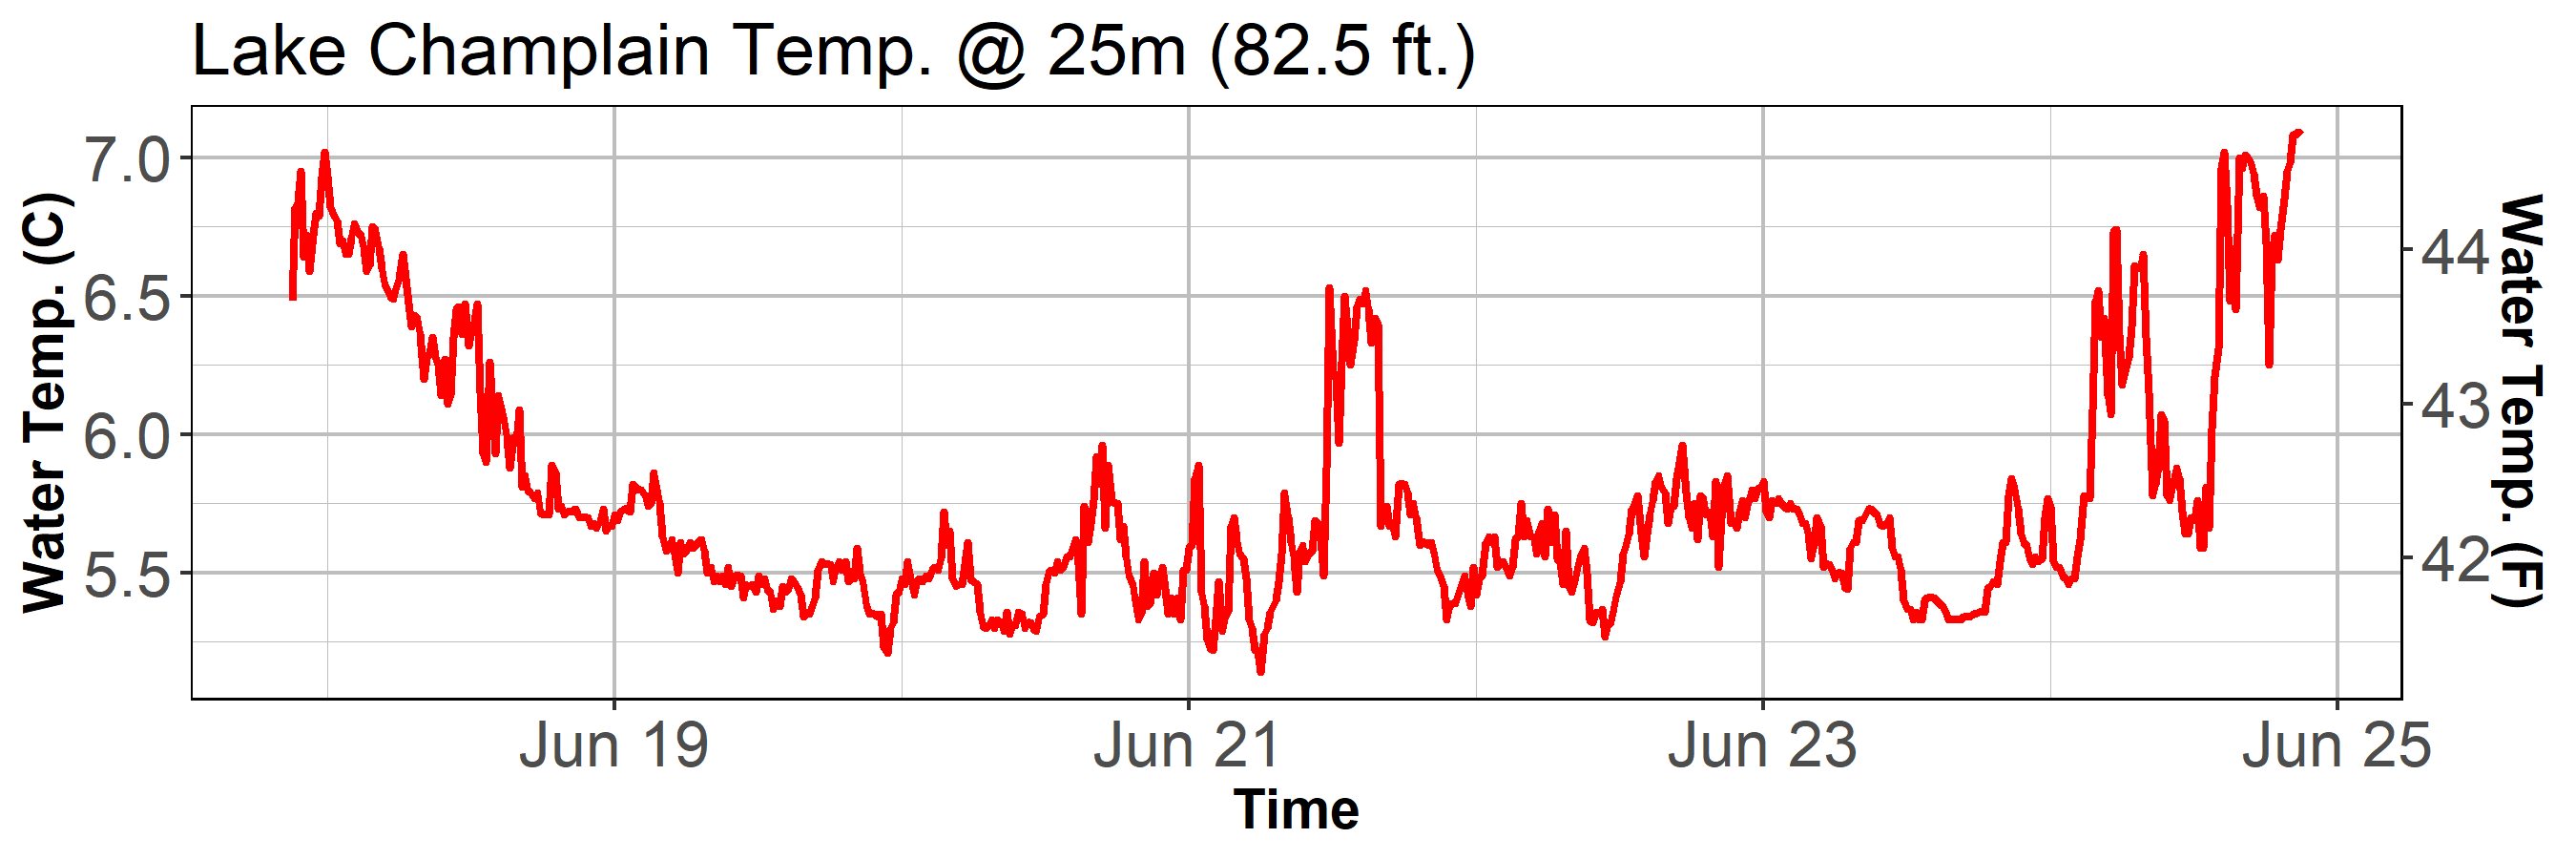 Lake Champlain Temp. @ 25m (82.5 ft.)
Water Temp. (C)
7.0
6.5
6.0
5.5
44
43
42
Water Temp. (F)
Jun 19 Jun 21 Jun 23 Jun 25
Time